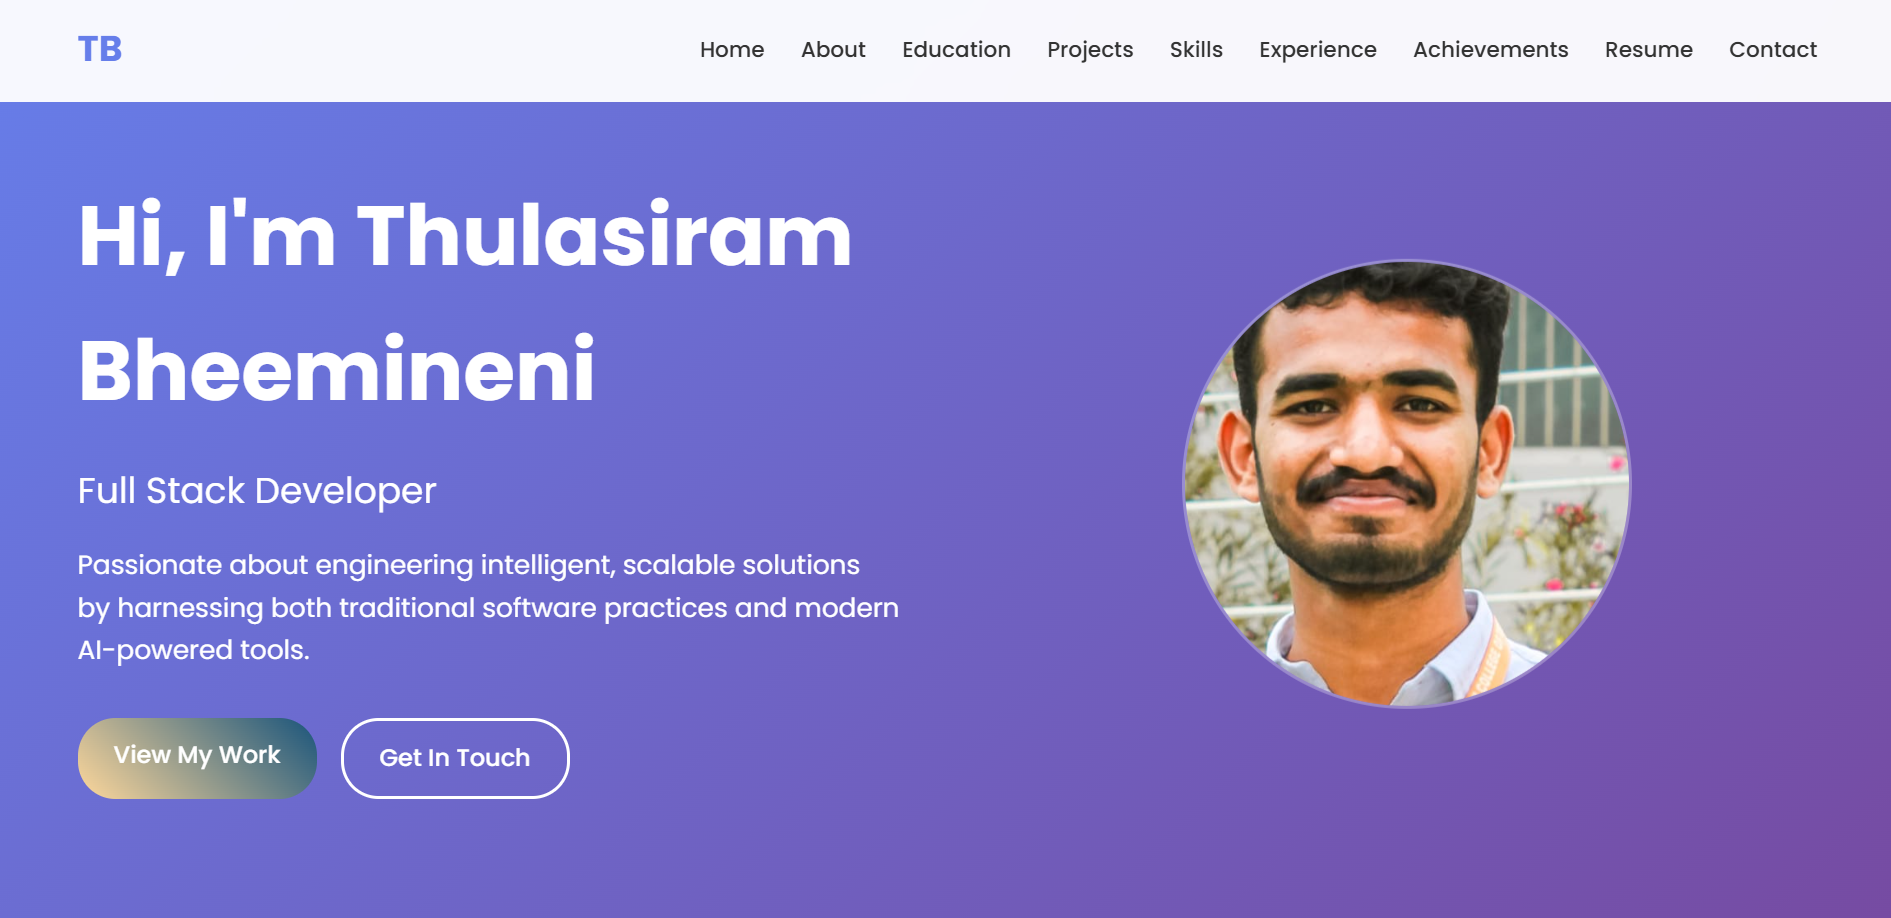 TB
Home About Education Projects Skills Experience Achievements Resume Contact
Hi, I'm Thulasiram
Bheemineni
Full Stack Developer
Passionate about engineering intelligent, scalable solutions
by harnessing both traditional software practices and modern
AI-powered tools.
View My Work Get In Touch
COLLEGE